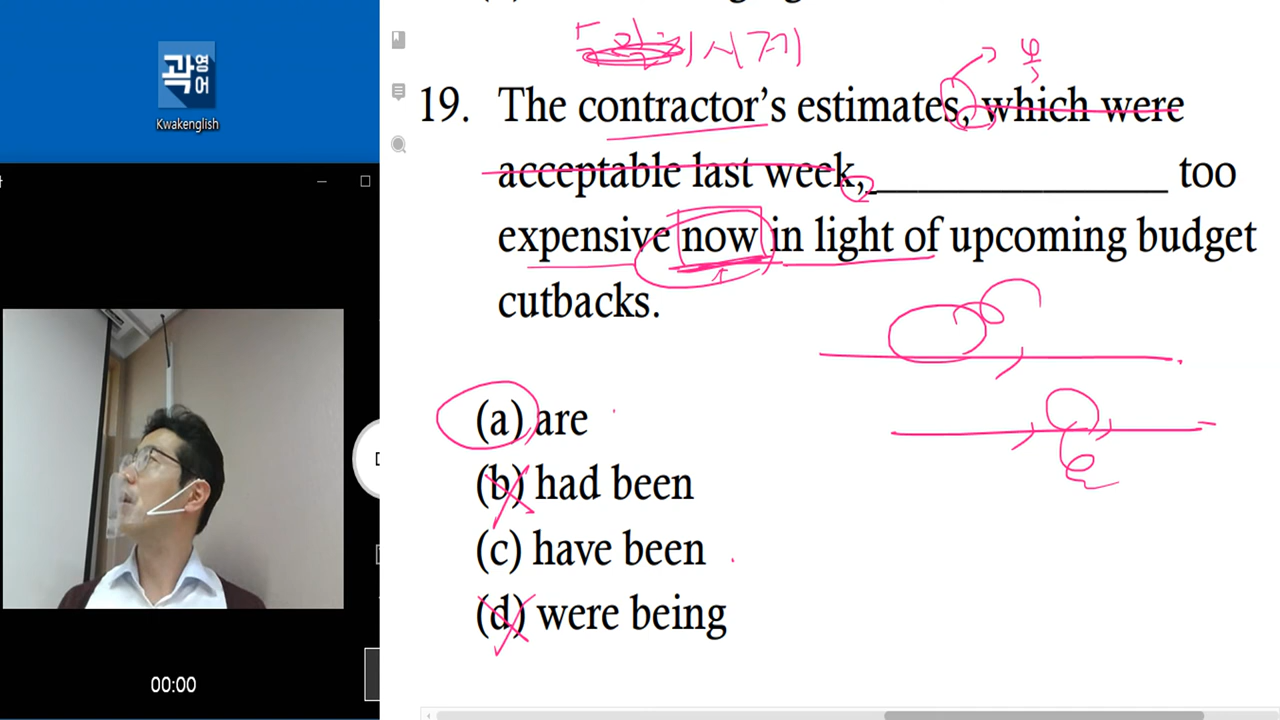 곽영어
Kwakenglish
19. The contractor's estimates, which were
acceptable last week, ____________ too
expensive now in light of upcoming budget
cutbacks.
(a) are
(b) had been
(c) have been
(d) were being
00:00